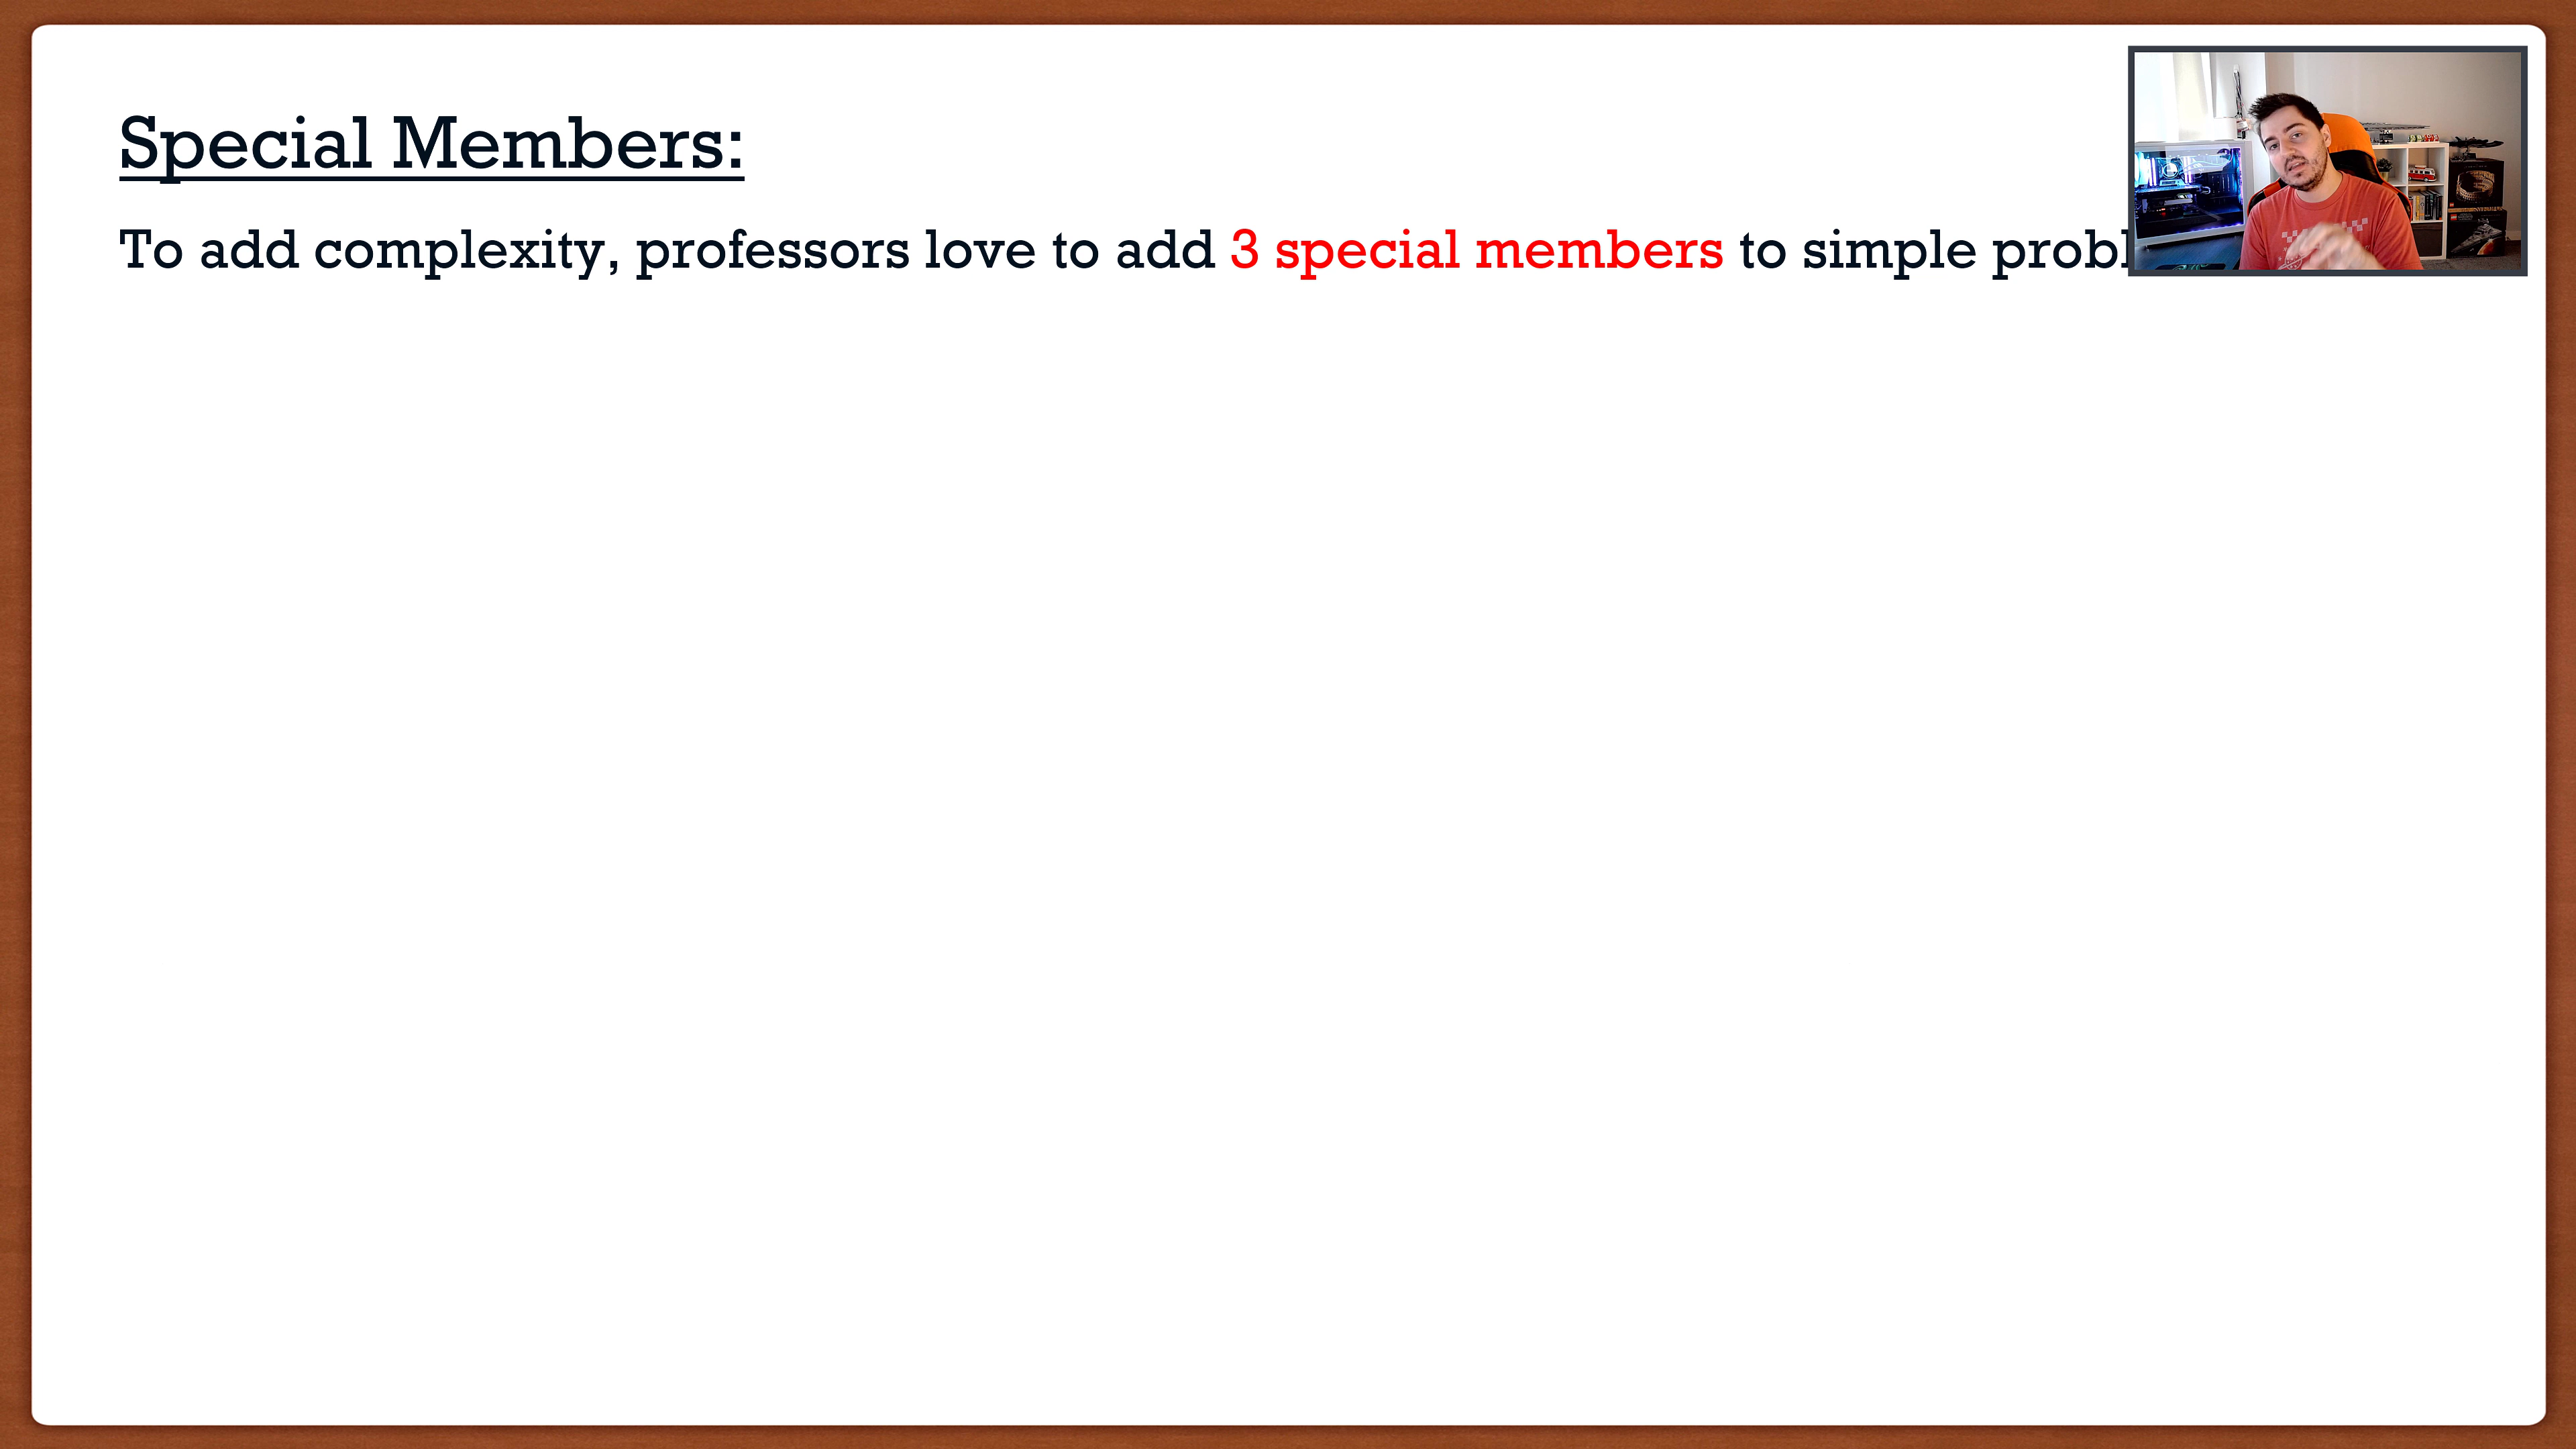 Special Members:
To add complexity, professors love to add 3 special members to simple